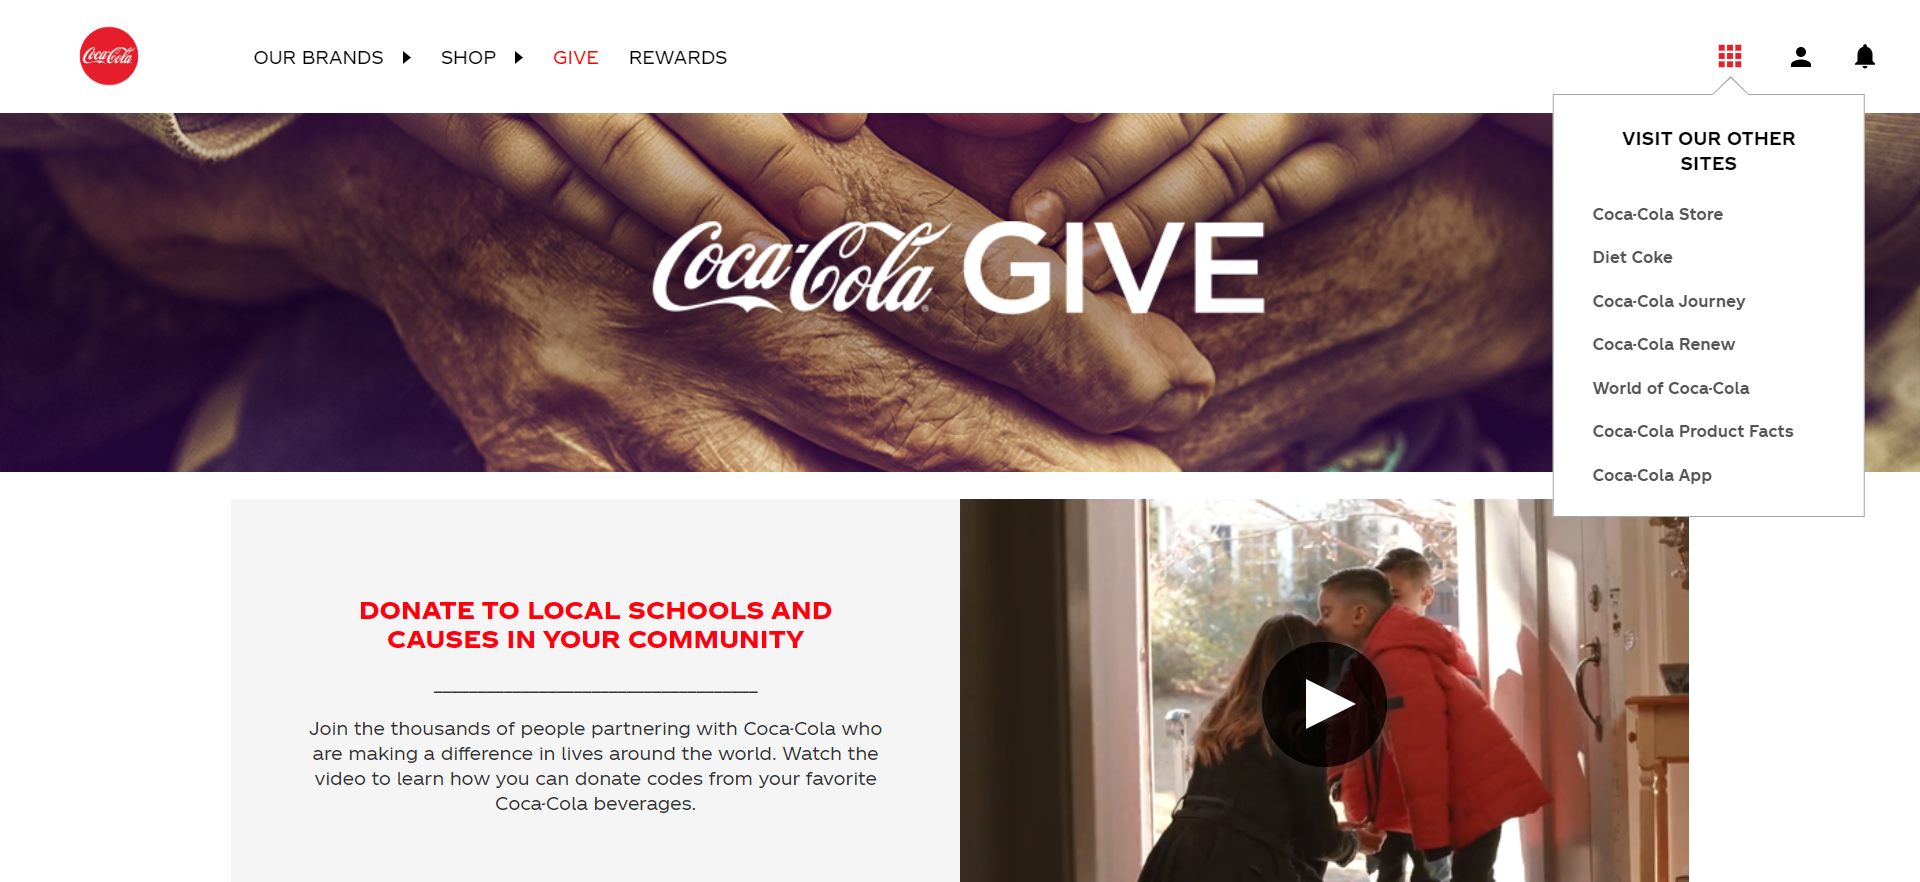 Coca-Cola
OUR BRANDS
SHOP
GIVE
REWARDS
VISIT OUR OTHER
SITES
Coca-Cola Store
Diet Coke
Coca-Cola Journey
Coca-Cola Renew
World of Coca-Cola
Coca-Cola Product Facts
Coca-Cola App
Coca-Cola® GIVE
DONATE TO LOCAL SCHOOLS AND
CAUSES IN YOUR COMMUNITY
Join the thousands of people partnering with Coca-Cola who
are making a difference in lives around the world. Watch the
video to learn how you can donate codes from your favorite
Coca-Cola beverages.